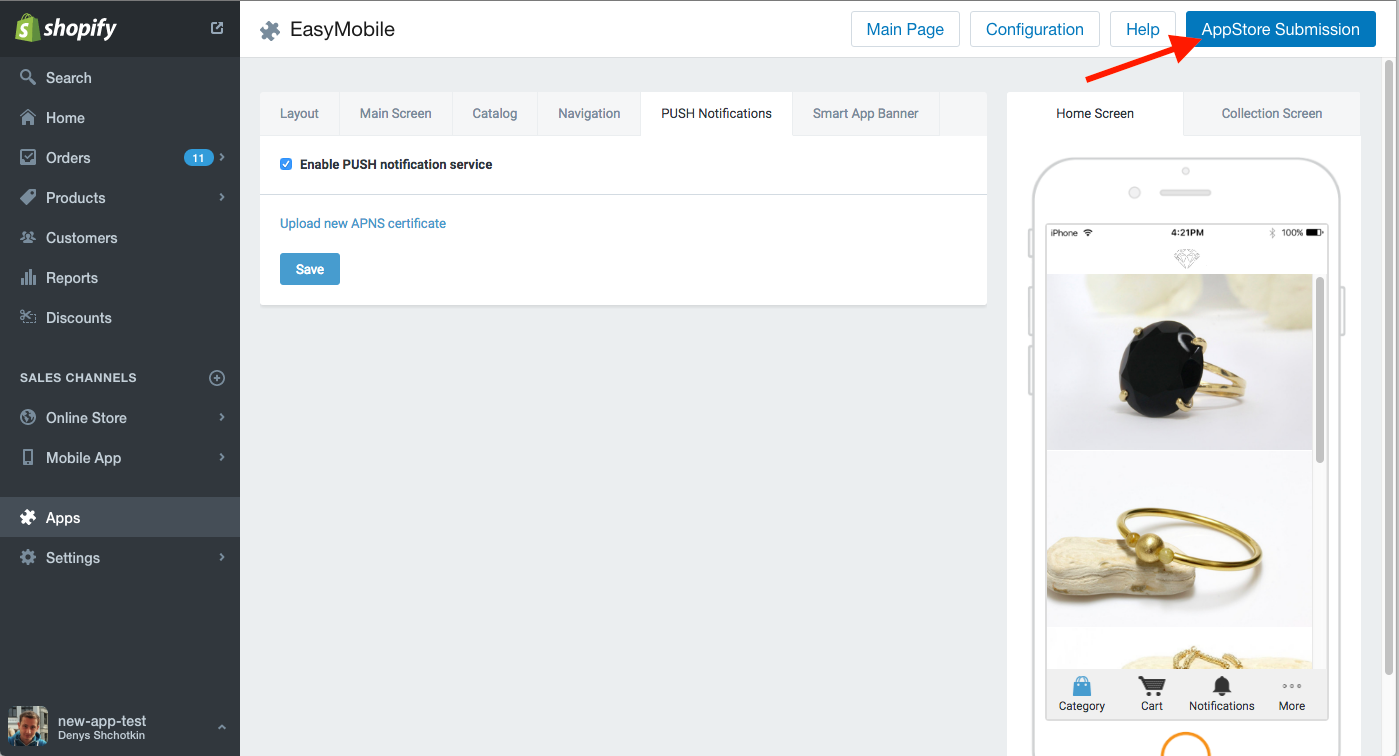 shopify
Search
Home
Orders 11
Products
Customers
Reports
Discounts
SALES CHANNELS
Online Store
Mobile App
Apps
Settings
new-app-test
Denys Shchotkin
EasyMobile
Main Page Configuration Help AppStore Submission
Layout Main Screen Catalog Navigation PUSH Notifications Smart App Banner
Enable PUSH notification service
Upload new APNS certificate
Save
Home Screen Collection Screen
iPhone 4:21PM 100%
Category Cart Notifications More